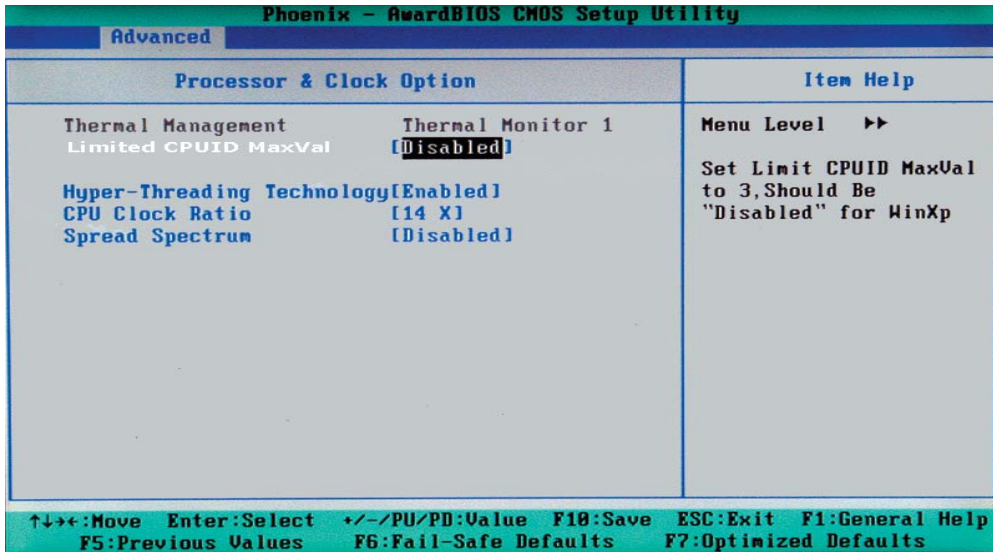 Phoenix - AwardBIOS CMOS Setup Utility
Advanced
Processor & Clock Option
Item Help
Thermal Management Thermal Monitor 1
Limited CPUID MaxVal [Disabled]
Hyper-Threading Technology[Enabled]
CPU Clock Ratio [14 X]
Spread Spectrum [Disabled]
Menu Level ▶▶
Set Limit CPUID MaxVal
to 3,Should Be
"Disabled" for WinXp
↑↓→←:Move Enter:Select +/-/PU/PD:Value F10:Save ESC:Exit F1:General Help
F5:Previous Values F6:Fail-Safe Defaults F7:Optimized Defaults